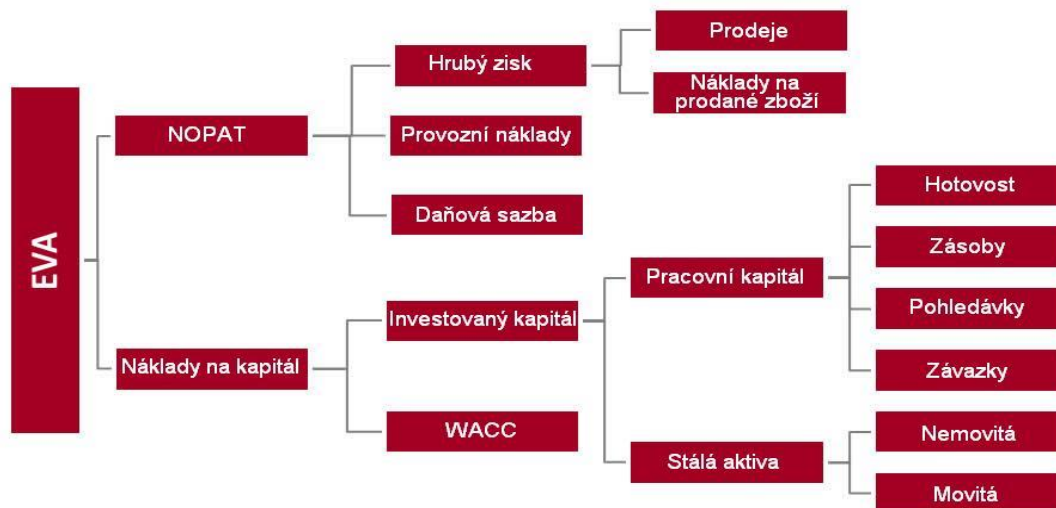 EVA
NOPAT
Hrubý zisk
Prodeje
Náklady na
prodané zboží
Provozní náklady
Daňová sazba
Náklady na kapitál
Investovaný kapitál
Pracovní kapitál
Hotovost
Zásoby
Pohledávky
Závazky
Stálá aktiva
Nemovitá
Movitá
WACC